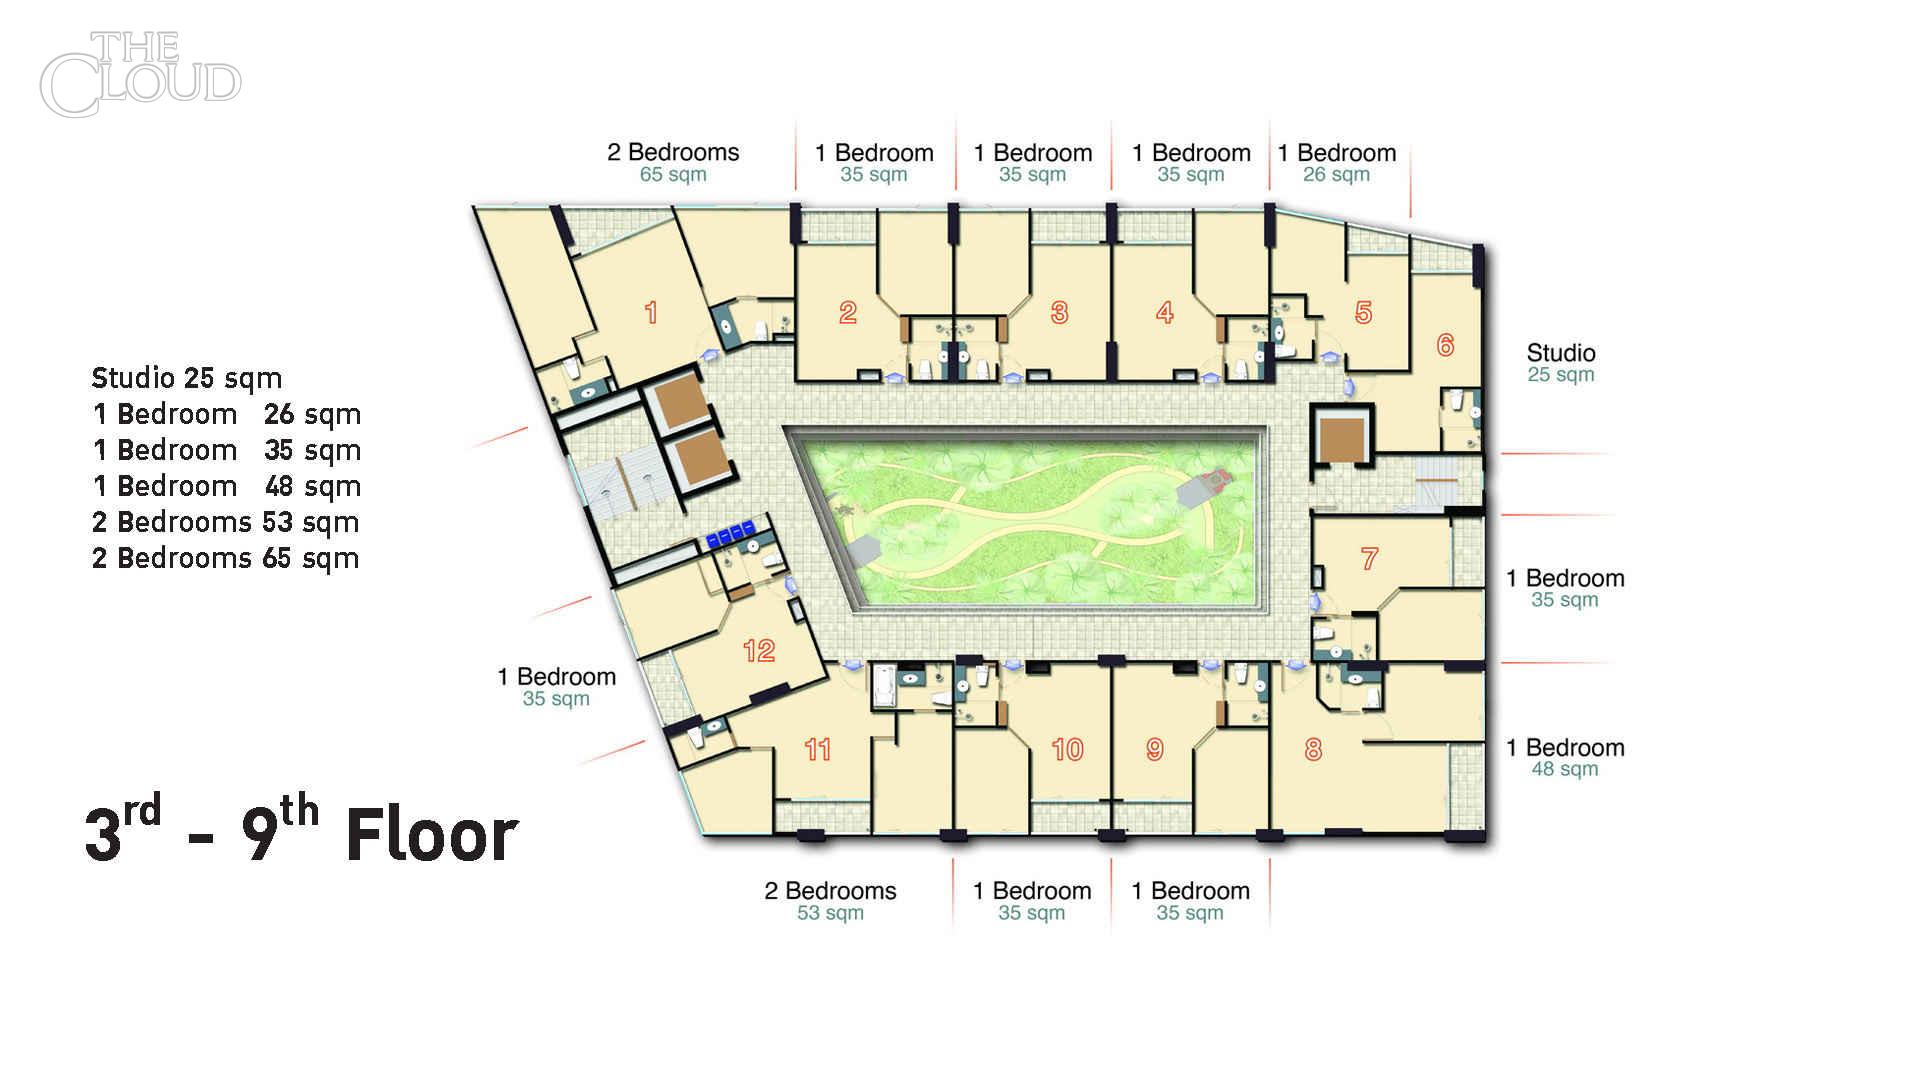 THE
CLOUD
2 Bedrooms
65 sqm
1 Bedroom
35 sqm
1 Bedroom
35 sqm
1 Bedroom
35 sqm
1 Bedroom
26 sqm
1
2
3
4
5
6
Studio
25 sqm
Studio 25 sqm
1 Bedroom 26 sqm
1 Bedroom 35 sqm
1 Bedroom 48 sqm
2 Bedrooms 53 sqm
2 Bedrooms 65 sqm
7
1 Bedroom
35 sqm
12
1 Bedroom
35 sqm
11
10
9
8
1 Bedroom
48 sqm
3rd - 9th Floor
2 Bedrooms
53 sqm
1 Bedroom
35 sqm
1 Bedroom
35 sqm